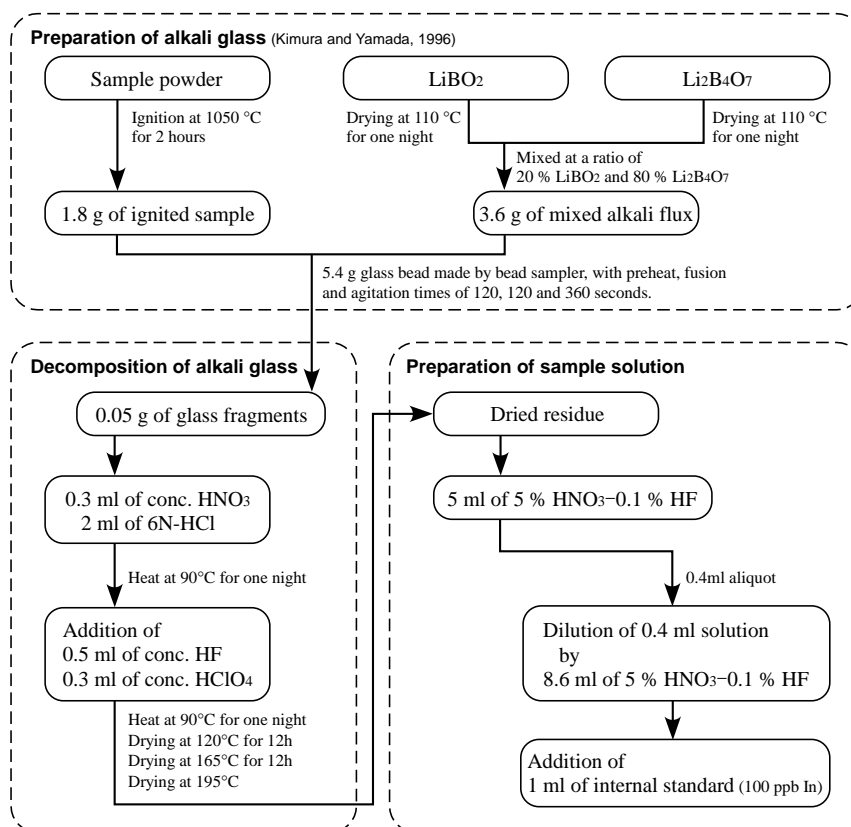 Preparation of alkali glass (Kimura and Yamada, 1996)
Sample powder
LiBO2
Li2B4O7
Ignition at 1050 °C
for 2 hours
Drying at 110 °C
for one night
Drying at 110 °C
for one night
Mixed at a ratio of
20 % LiBO2 and 80 % Li2B4O7
1.8 g of ignited sample
3.6 g of mixed alkali flux
5.4 g glass bead made by bead sampler, with preheat, fusion
and agitation times of 120, 120 and 360 seconds.
Decomposition of alkali glass
0.05 g of glass fragments
0.3 ml of conc. HNO3
2 ml of 6N-HCl
Heat at 90°C for one night
Addition of
0.5 ml of conc. HF
0.3 ml of conc. HClO4
Heat at 90°C for one night
Drying at 120°C for 12h
Drying at 165°C for 12h
Drying at 195°C
Preparation of sample solution
Dried residue
5 ml of 5 % HNO3−0.1 % HF
0.4ml aliquot
Dilution of 0.4 ml solution
by
8.6 ml of 5 % HNO3−0.1 % HF
Addition of
1 ml of internal standard (100 ppb In)